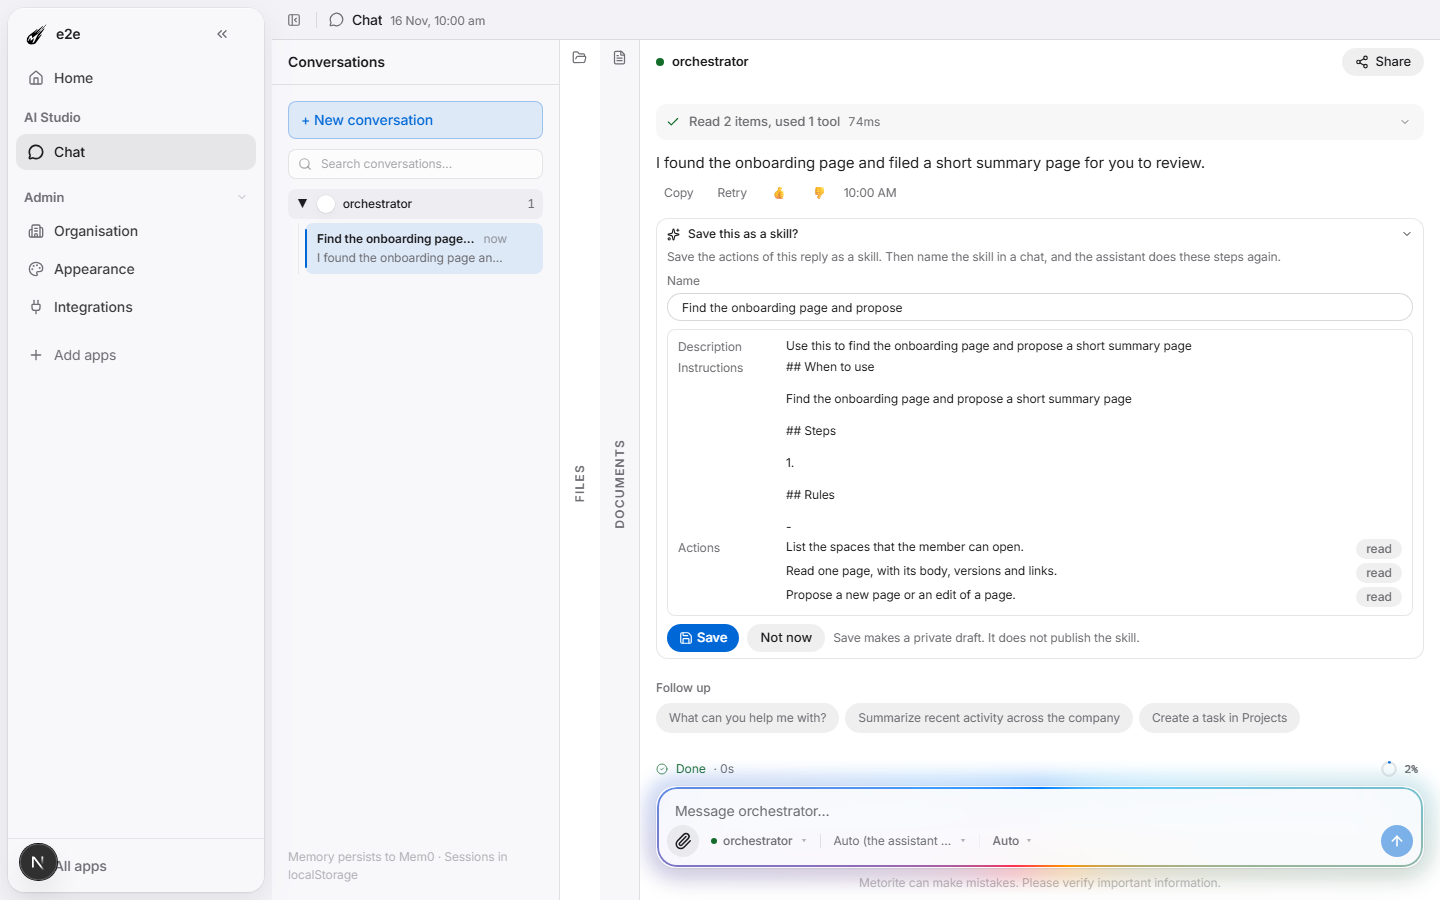 e2e
Home
AI Studio
Chat
Admin
Organisation
Appearance
Integrations
Add apps
All apps
N
Chat 16 Nov, 10:00 am
Conversations
+ New conversation
Search conversations...
orchestrator 1
Find the onboarding page... now
I found the onboarding page an...
Memory persists to Mem0 · Sessions in
localStorage
FILES
DOCUMENTS
orchestrator
Share
Read 2 items, used 1 tool 74ms
I found the onboarding page and filed a short summary page for you to review.
Copy Retry 👍 👎 10:00 AM
Save this as a skill?
Save the actions of this reply as a skill. Then name the skill in a chat, and the assistant does these steps again.
Name
Find the onboarding page and propose
Description Use this to find the onboarding page and propose a short summary page
Instructions ## When to use
Find the onboarding page and propose a short summary page
## Steps
1.
## Rules
-
Actions List the spaces that the member can open. read
Read one page, with its body, versions and links. read
Propose a new page or an edit of a page. read
Save Not now Save makes a private draft. It does not publish the skill.
Follow up
What can you help me with? Summarize recent activity across the company Create a task in Projects
Done · 0s 2%
Message orchestrator...
orchestrator Auto (the assistant ... Auto
Metorite can make mistakes. Please verify important information.